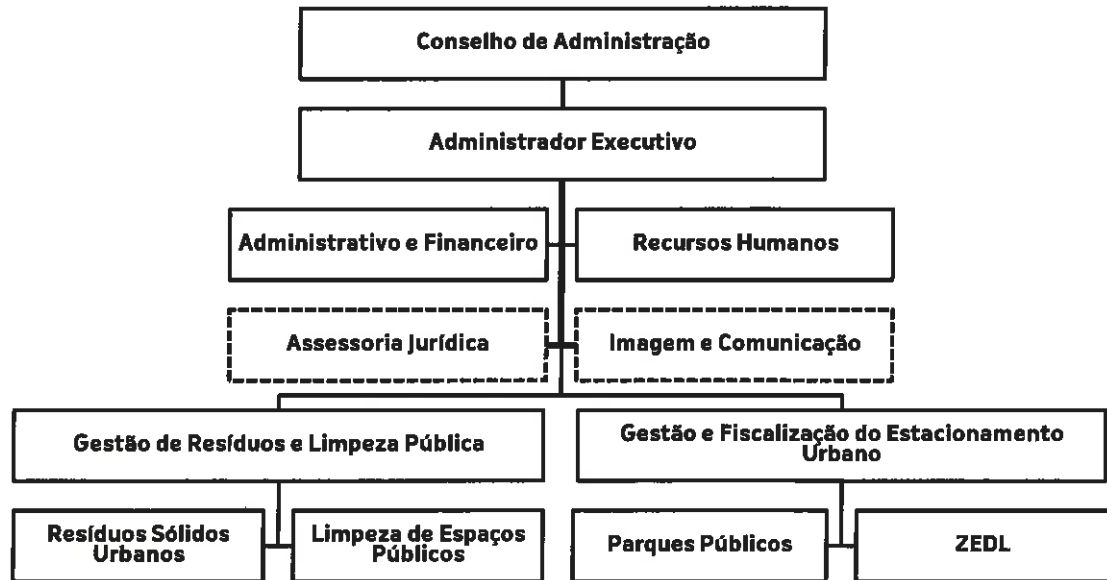 Conselho de Administração
Administrador Executivo
Administrativo e Financeiro
Recursos Humanos
Assessoria Jurídica
Imagem e Comunicação
Gestão de Resíduos e Limpeza Pública
Gestão e Fiscalização do Estacionamento
Urbano
Resíduos Sólidos
Urbanos
Limpeza de Espaços
Públicos
Parques Públicos
ZEDL